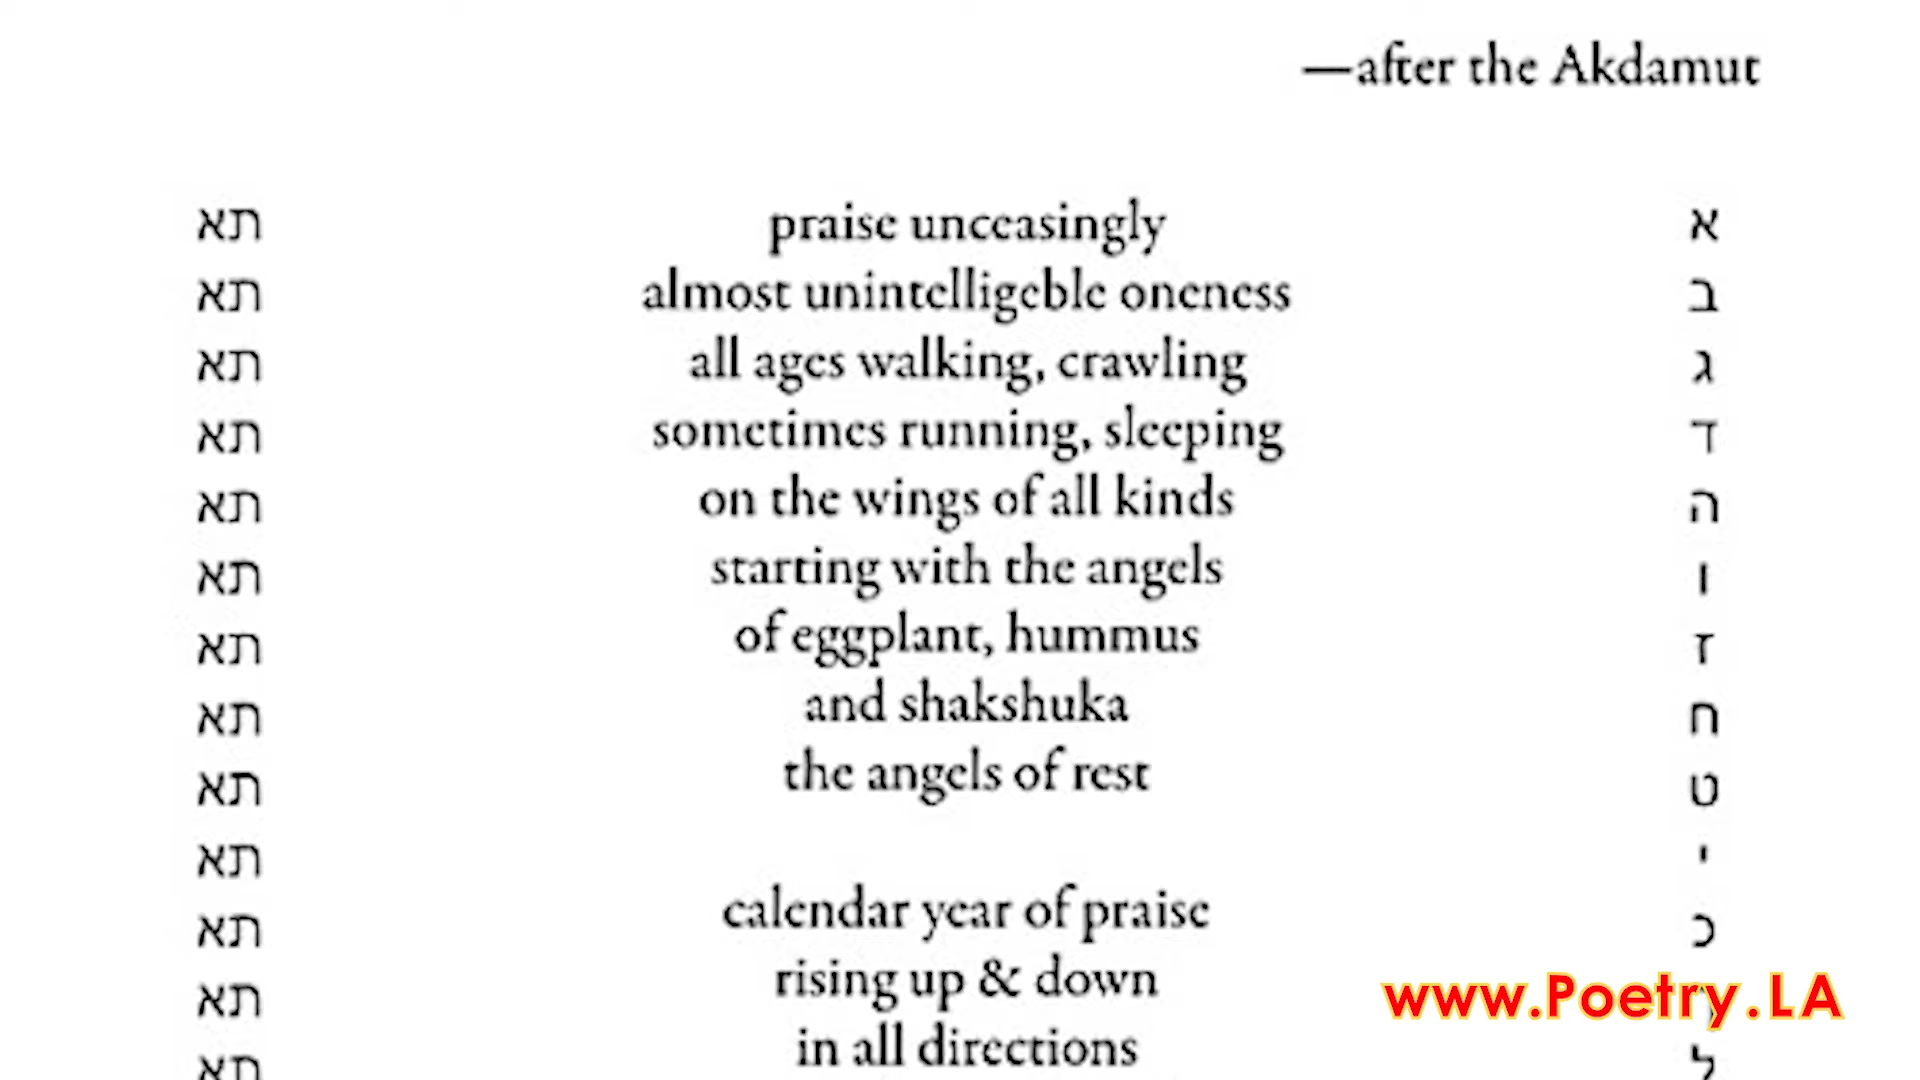 —after the Akdamut
תא praise unceasingly א
תא almost unintelligeble oneness ב
תא all ages walking, crawling ג
תא sometimes running, sleeping ד
תא on the wings of all kinds ה
תא starting with the angels ו
תא of eggplant, hummus ז
תא and shakshuka ח
תא the angels of rest ט
תא י
תא calendar year of praise כ
תא rising up & down
www.Poetry.LA
תא in all directions ל